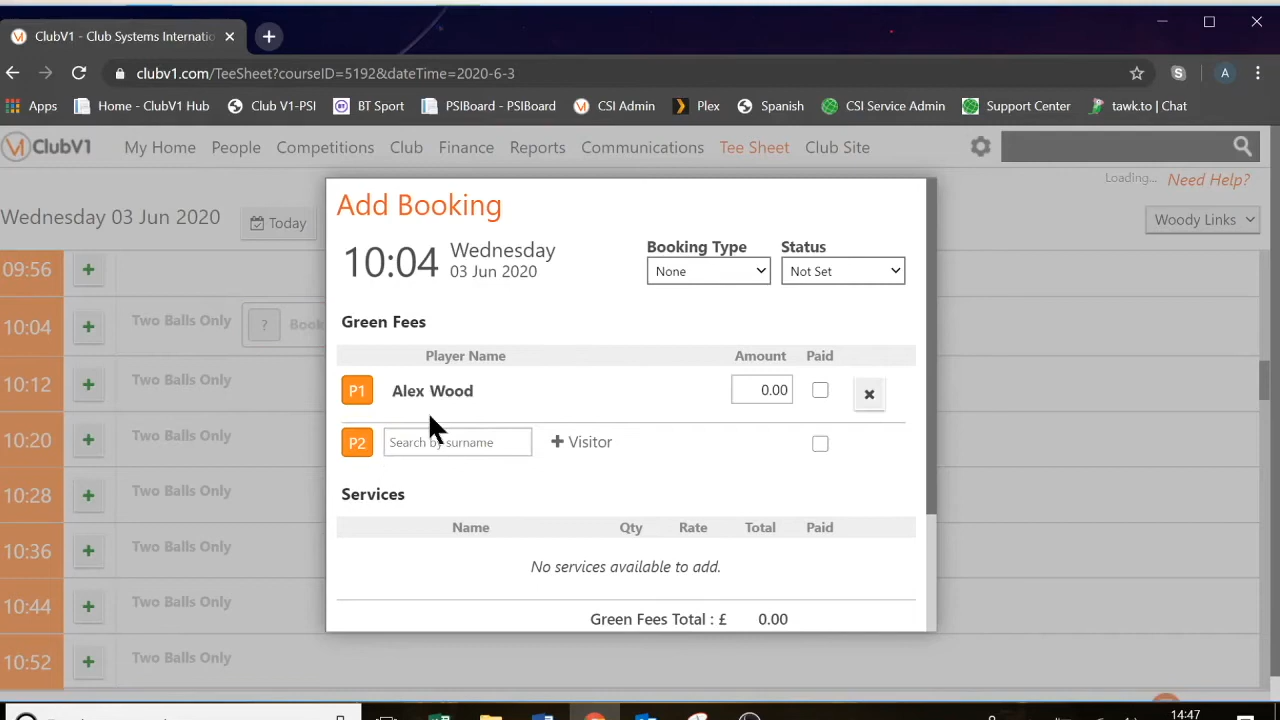 ClubV1 - Club Systems Internatio
clubv1.com/TeeSheet?courseID=5192&dateTime=2020-6-3
A
Apps Home - ClubV1 Hub Club V1-PSI BT Sport PSIBoard - PSIBoard CSI Admin Plex Spanish CSI Service Admin Support Center tawk.to | Chat
ClubV1 My Home People Competitions Club Finance Reports Communications Tee Sheet Club Site
Loading... Need Help?
Wednesday 03 Jun 2020 Today Woody Links
Add Booking
10:04 Wednesday
03 Jun 2020
Booking Type Status
None Not Set
Green Fees
Player Name Amount Paid
P1 Alex Wood 0.00
P2 Search by surname + Visitor
Services
Name Qty Rate Total Paid
No services available to add.
Green Fees Total : £ 0.00
09:56
10:04 Two Balls Only ? Book
10:12 Two Balls Only
10:20 Two Balls Only
10:28 Two Balls Only
10:36 Two Balls Only
10:44 Two Balls Only
10:52 Two Balls Only
14:47